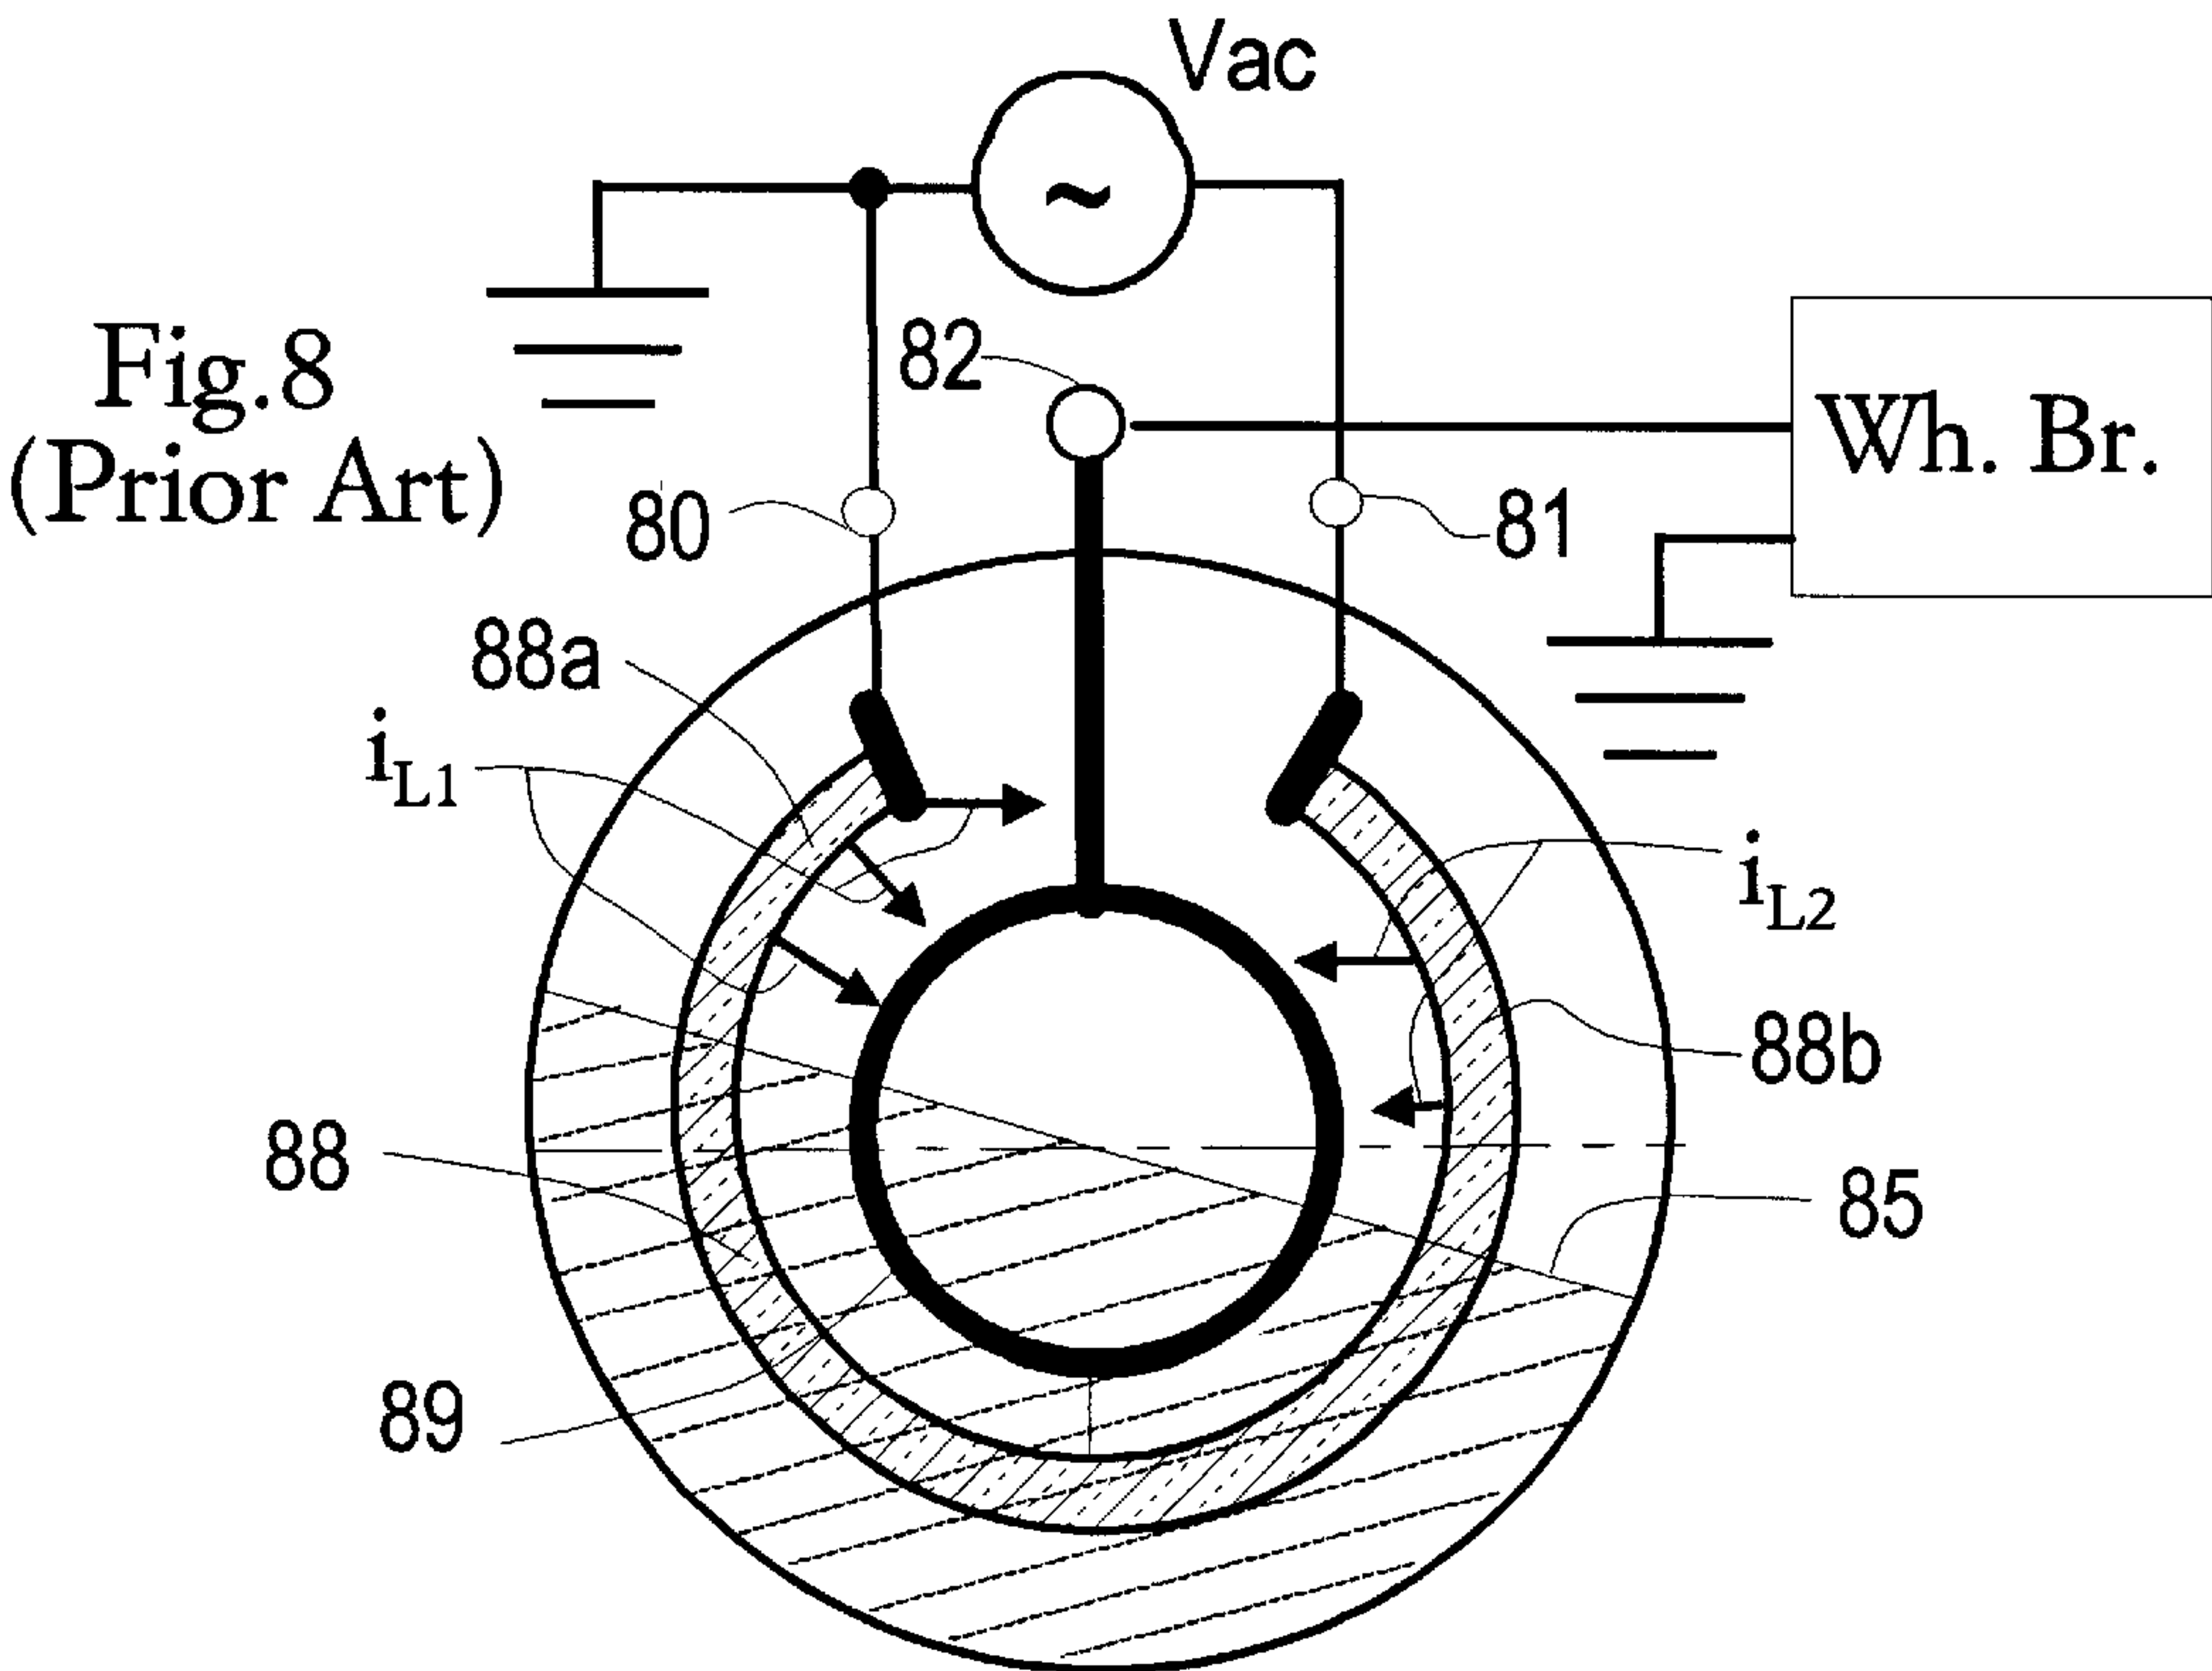 Vac
~
Fig.8
(Prior Art)
82
Wh. Br.
80
81
88a
iL1
iL2
88b
88
85
89